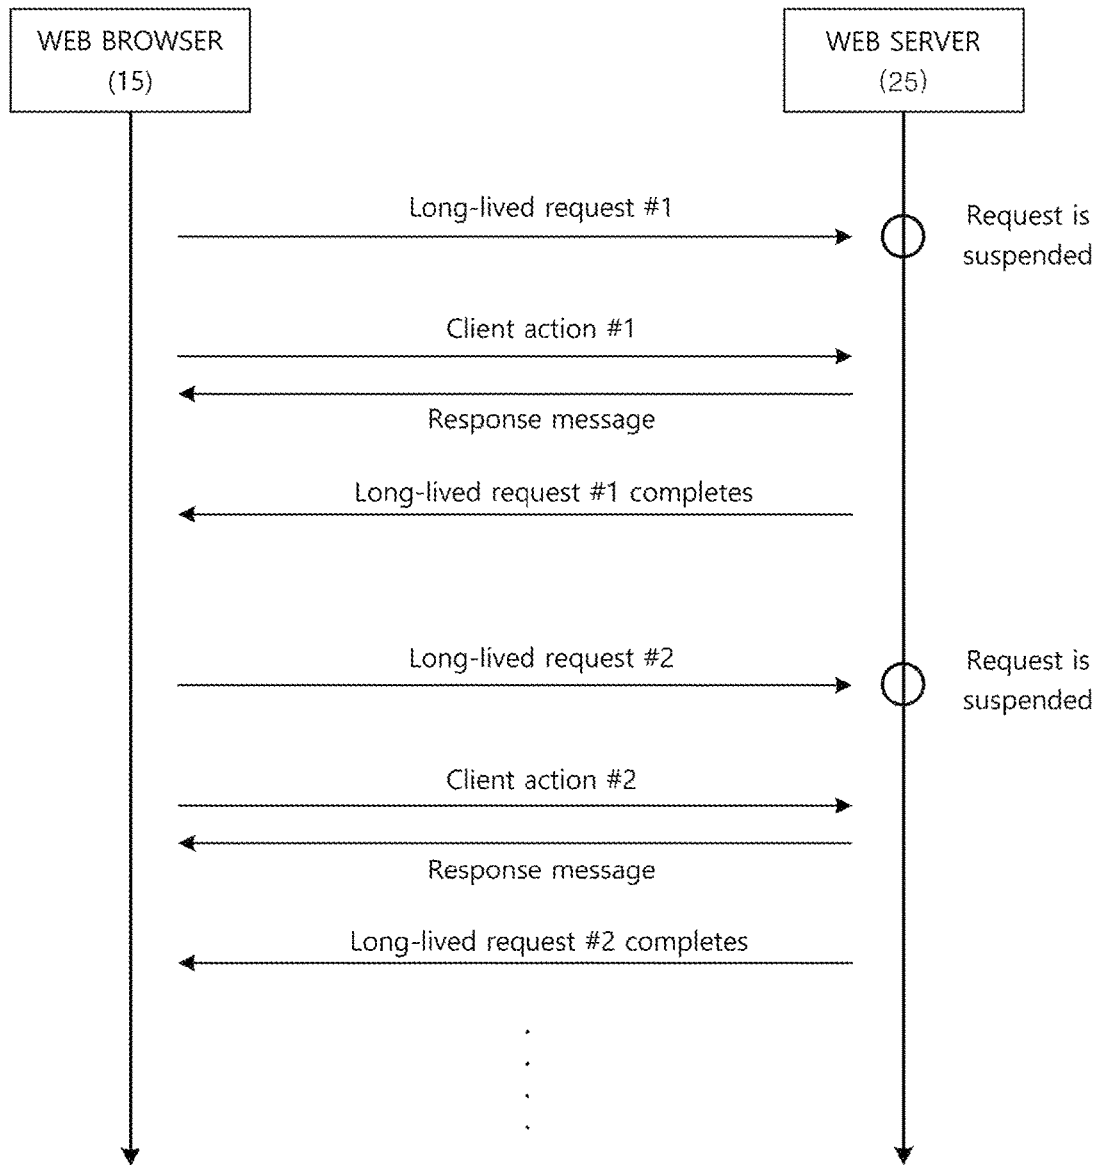 WEB BROWSER
(15)
WEB SERVER
(25)
Long-lived request #1
Request is
suspended
Client action #1
Response message
Long-lived request #1 completes
Long-lived request #2
Request is
suspended
Client action #2
Response message
Long-lived request #2 completes